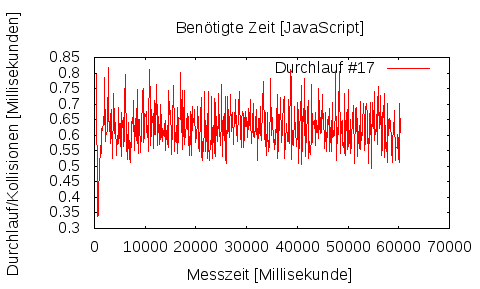 Benötigte Zeit [JavaScript]
Durchlauf/Kollisionen [Millisekunden]
0.85
0.8
0.75
0.7
0.65
0.6
0.55
0.5
0.45
0.4
0.35
0.3
Durchlauf #17
0 10000 20000 30000 40000 50000 60000 70000
Messzeit [Millisekunde]